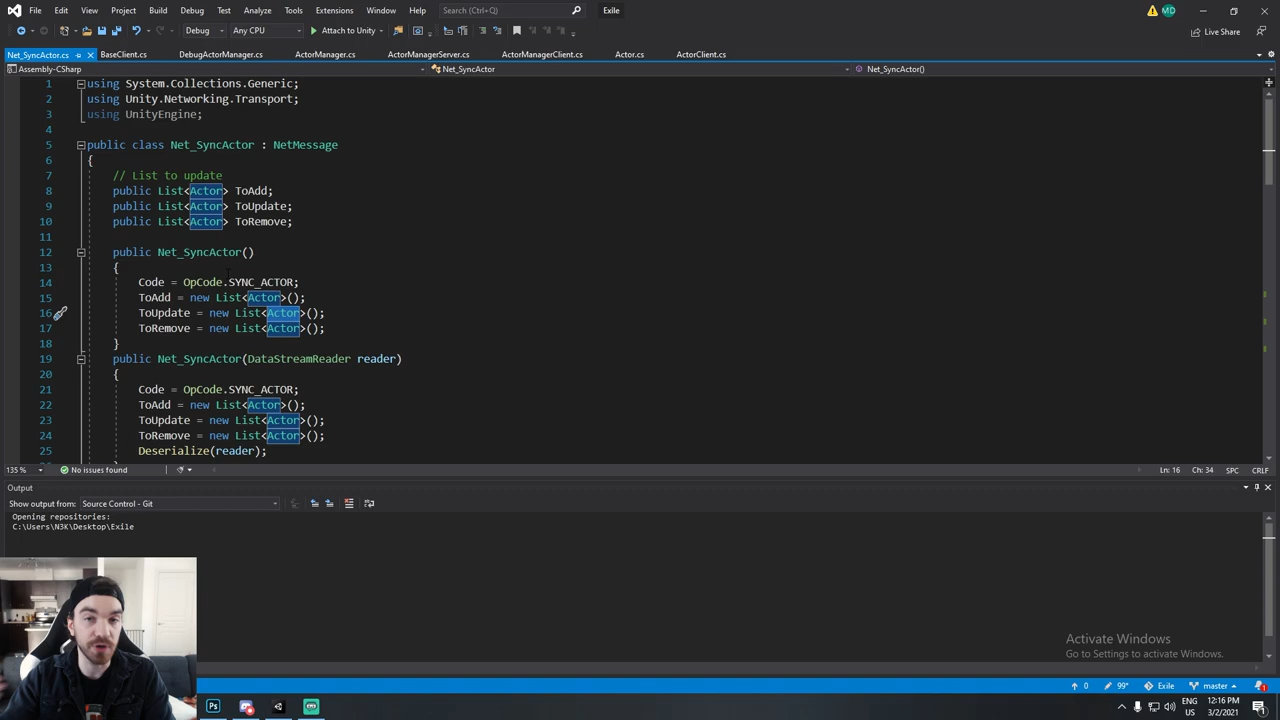 File Edit View Project Build Debug Test Analyze Tools Extensions Window Help Search (Ctrl+Q) Exile MD
Debug Any CPU Attach to Unity Live Share
Net_SyncActor.cs BaseClient.cs DebugActorManager.cs ActorManager.cs ActorManagerServer.cs ActorManagerClient.cs Actor.cs ActorClient.cs
Assembly-CSharp Net_SyncActor Net_SyncActor()
1 using System.Collections.Generic;
2 using Unity.Networking.Transport;
3 using UnityEngine;
4
5 public class Net_SyncActor : NetMessage
6 {
7 // List to update
8 public List<Actor> ToAdd;
9 public List<Actor> ToUpdate;
10 public List<Actor> ToRemove;
11
12 public Net_SyncActor()
13 {
14 Code = OpCode.SYNC_ACTOR;
15 ToAdd = new List<Actor>();
16 ToUpdate = new List<Actor>();
17 ToRemove = new List<Actor>();
18 }
19 public Net_SyncActor(DataStreamReader reader)
20 {
21 Code = OpCode.SYNC_ACTOR;
22 ToAdd = new List<Actor>();
23 ToUpdate = new List<Actor>();
24 ToRemove = new List<Actor>();
25 Deserialize(reader);
135 % No issues found Ln: 16 Ch: 34 SPC CRLF
Output
Show output from: Source Control - Git
Opening repositories:
C:\Users\N3K\Desktop\Exile
Activate Windows
Go to Settings to activate Windows.
0 99+ Exile master 1
Ps ENG 12:16 PM
US 3/2/2021